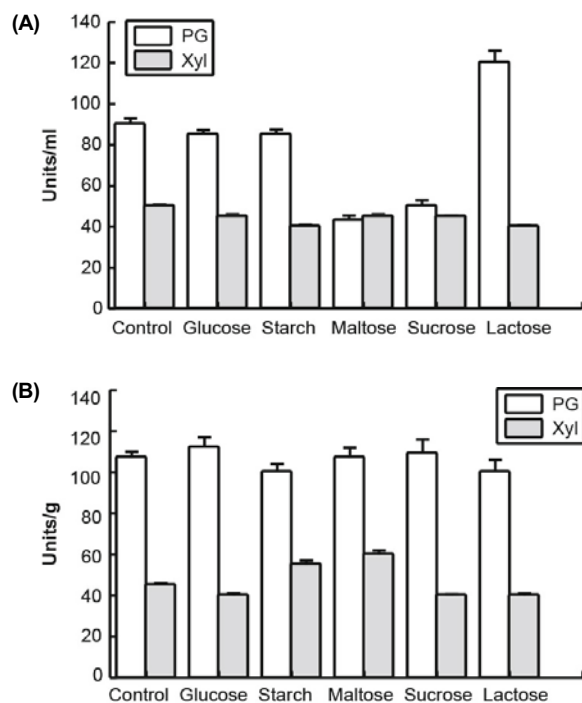 (A)
PG
Xyl
Units/ml
140
120
100
80
60
40
20
0
Control Glucose Starch Maltose Sucrose Lactose
(B)
PG
Xyl
Units/g
140
120
100
80
60
40
20
0
Control Glucose Starch Maltose Sucrose Lactose